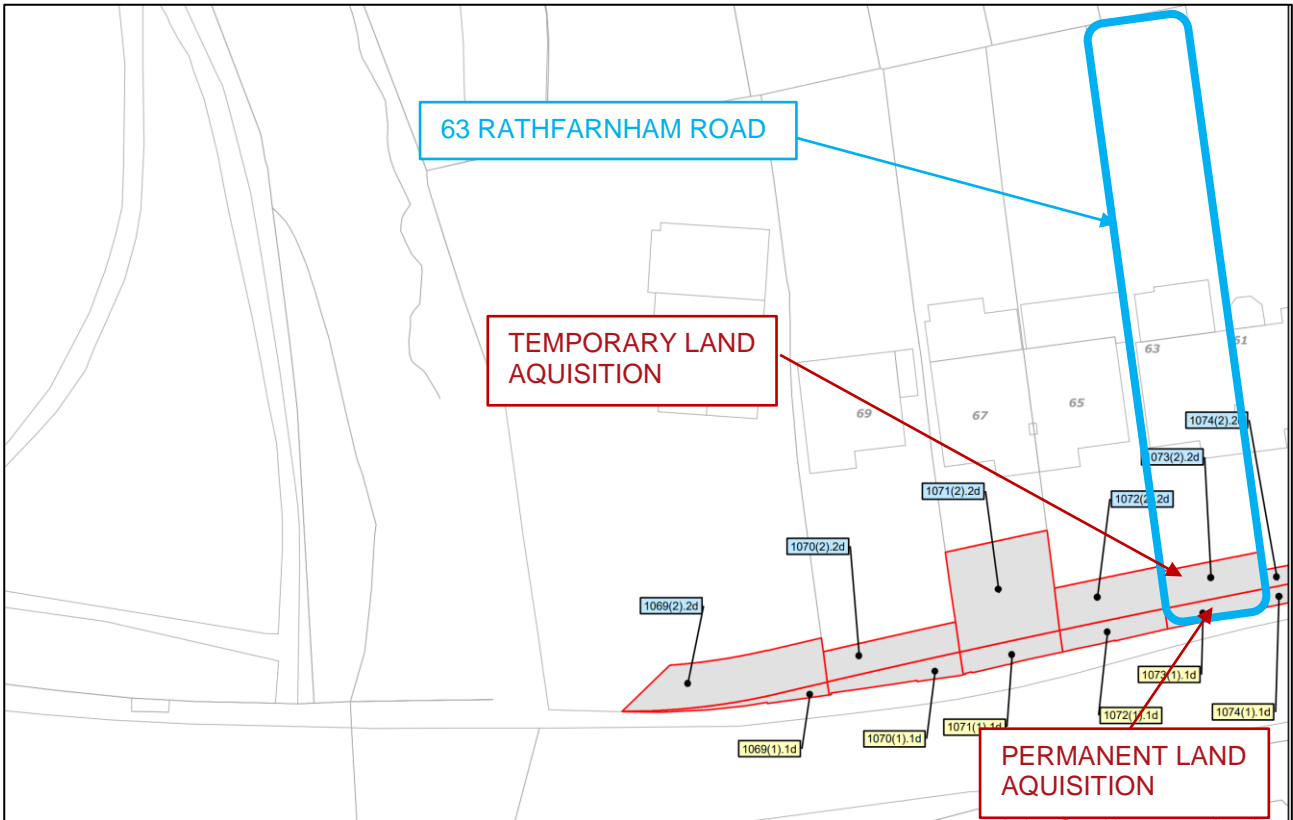 63 RATHFARNHAM ROAD
TEMPORARY LAND
AQUISITION
63
61
65
67
69
1074(2).2d
1073(2).2d
1071(2).2d
1072(2).2d
1070(2).2d
1069(2).2d
1073(1).1d
1072(1).1d
1074(1).1d
1071(1).1d
1070(1).1d
1069(1).1d
PERMANENT LAND
AQUISITION